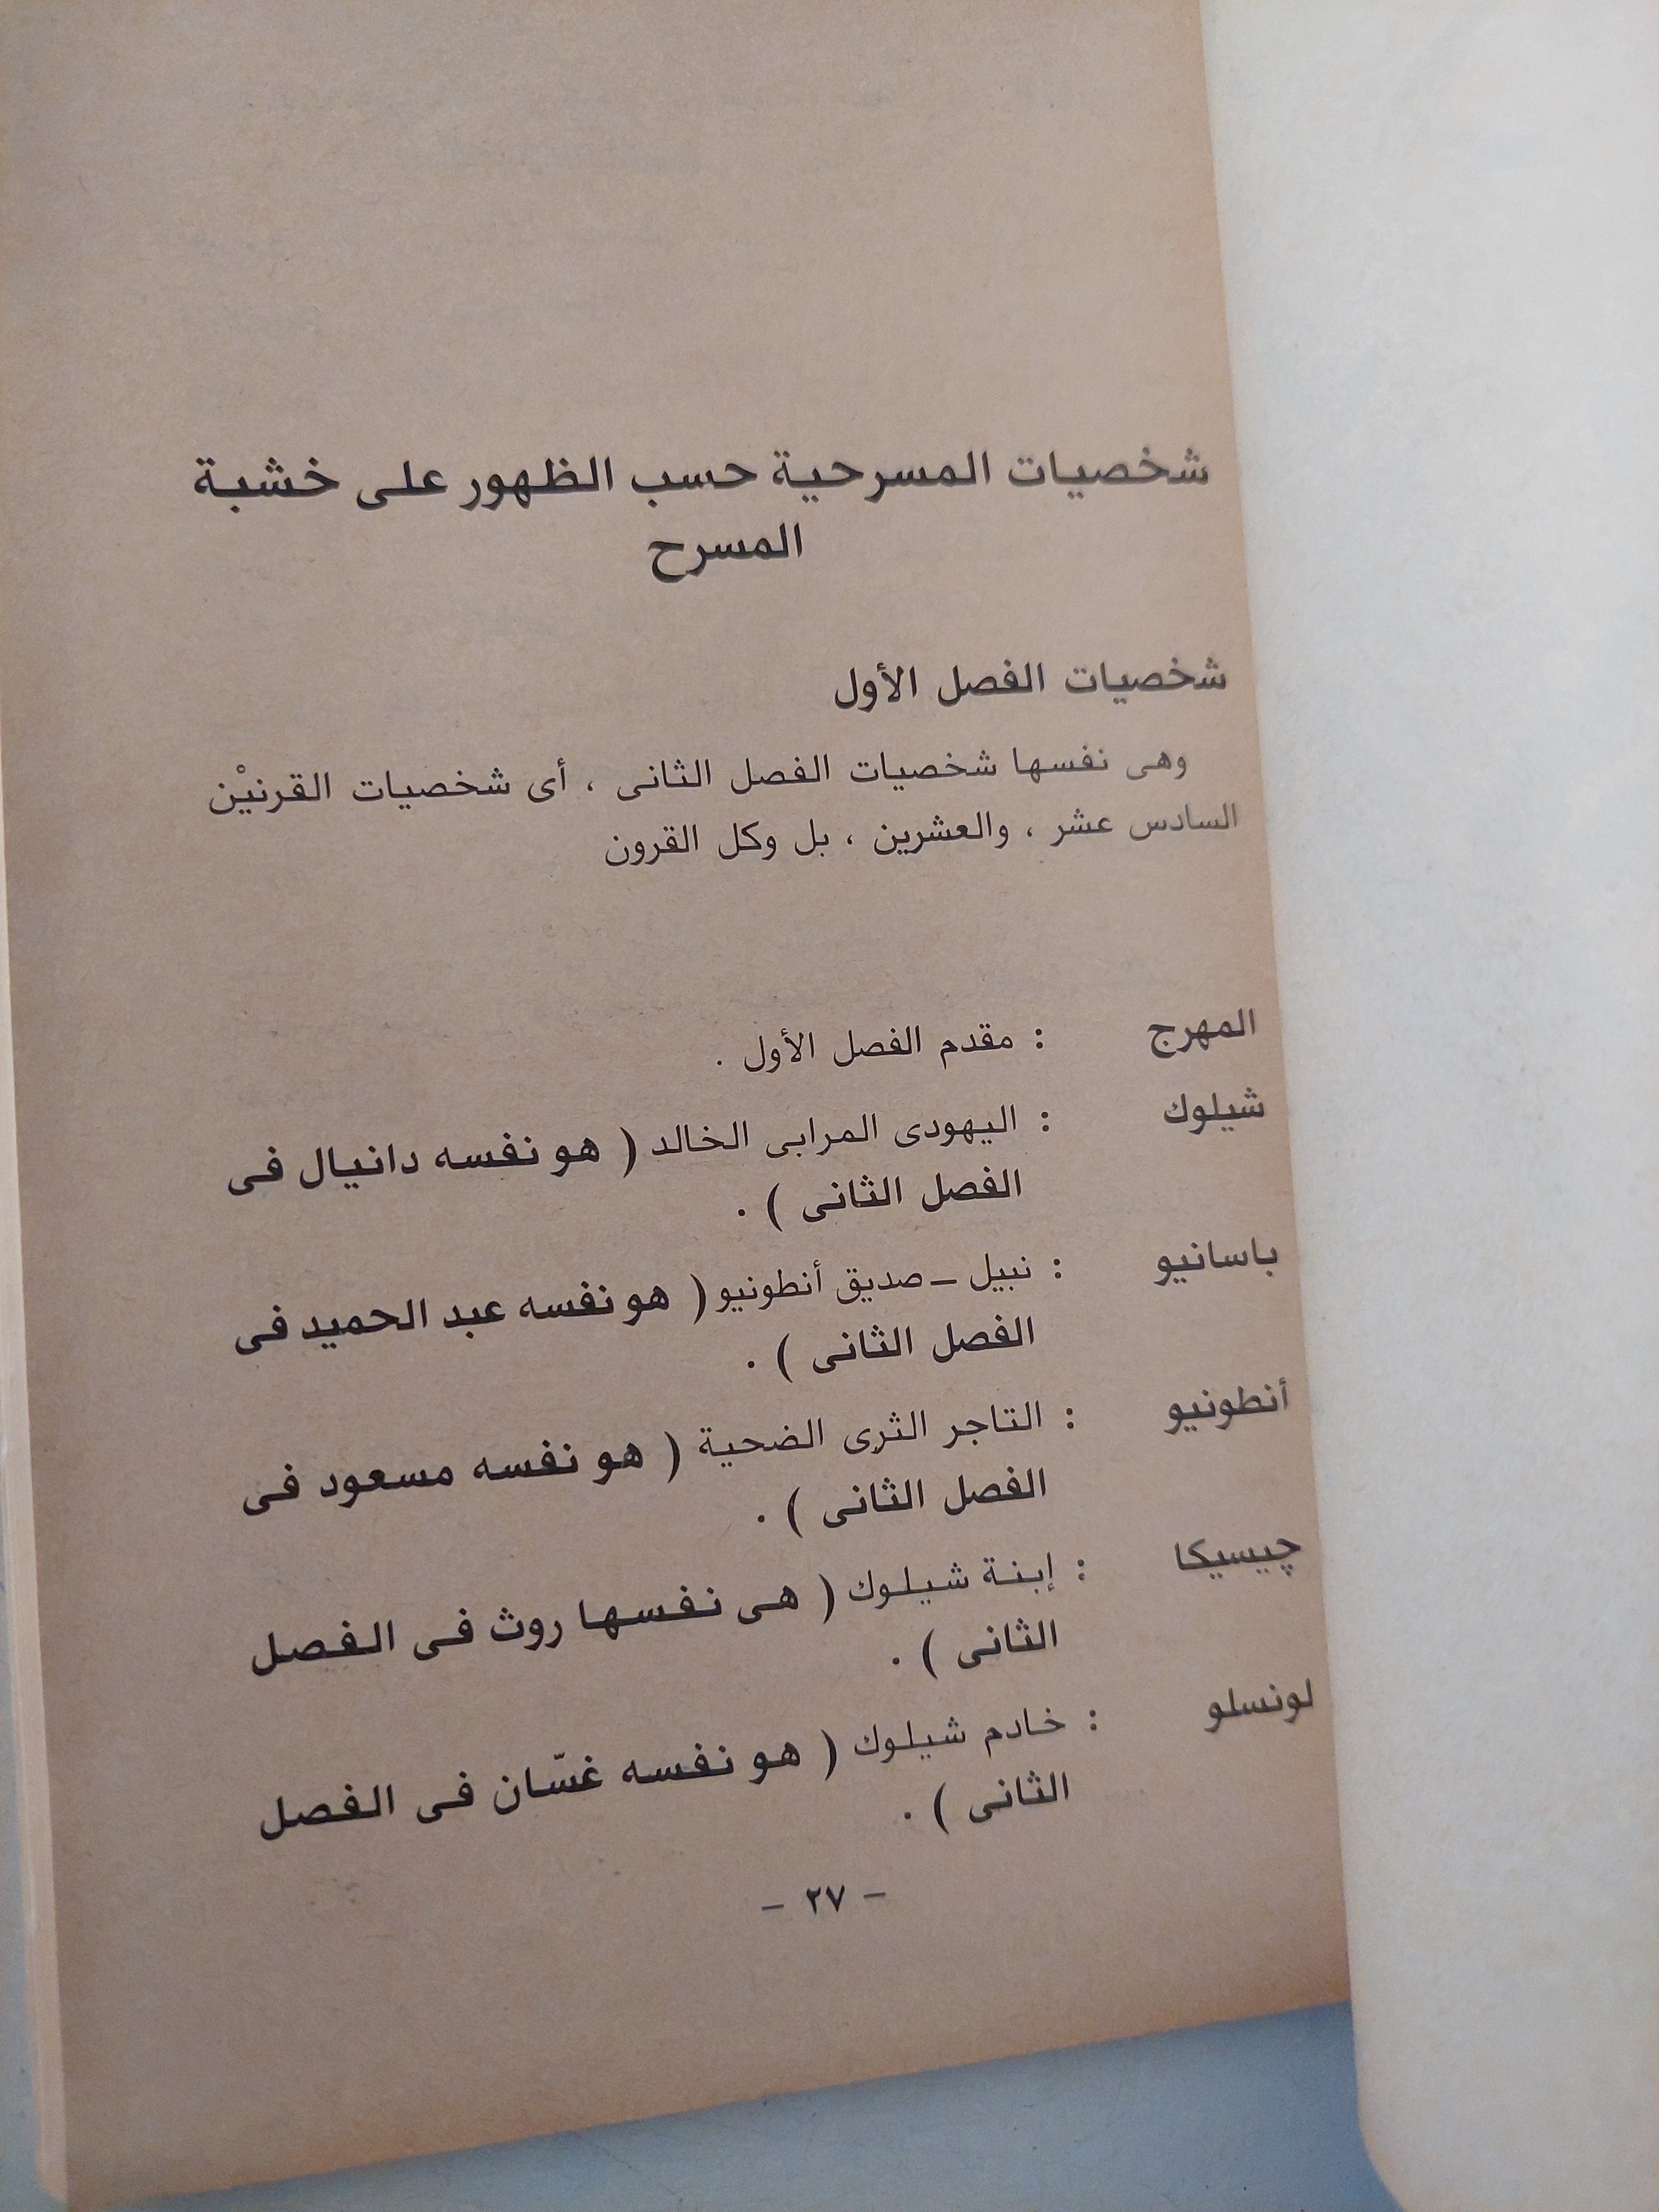 شخصيات المسرحية حسب الظهور على خشبة
المسرح
شخصيات الفصل الأول
وهى نفسها شخصيات الفصل الثانى ، أى شخصيات القرنيْن
السادس عشر ، والعشرين ، بل وكل القرون
المهرج : مقدم الفصل الأول .
شيلوك : اليهودى المرابى الخالد ( هو نفسه دانيال فى
الفصل الثانى ) .
باسانيو : نبيل – صديق أنطونيو ( هو نفسه عبد الحميد فى
الفصل الثانى ) .
أنطونيو : التاجر الثرى الضحية ( هو نفسه مسعود فى
الفصل الثانى ) .
چيسيكا : إبنة شيلوك ( هى نفسها روث فى الفصل
الثانى ) .
لونسلو : خادم شيلوك ( هو نفسه غسّان فى الفصل
الثانى ) .
– ٢٧ –